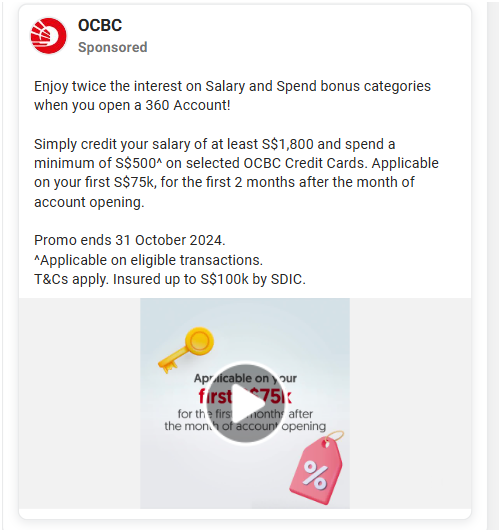 OCBC
Sponsored
Enjoy twice the interest on Salary and Spend bonus categories
when you open a 360 Account!
Simply credit your salary of at least S$1,800 and spend a
minimum of S$500^ on selected OCBC Credit Cards. Applicable
on your first S$75k, for the first 2 months after the month of
account opening.
Promo ends 31 October 2024.
^Applicable on eligible transactions.
T&Cs apply. Insured up to S$100k by SDIC.
Applicable on your
first S$75k
for the first months after
the month of account opening
%